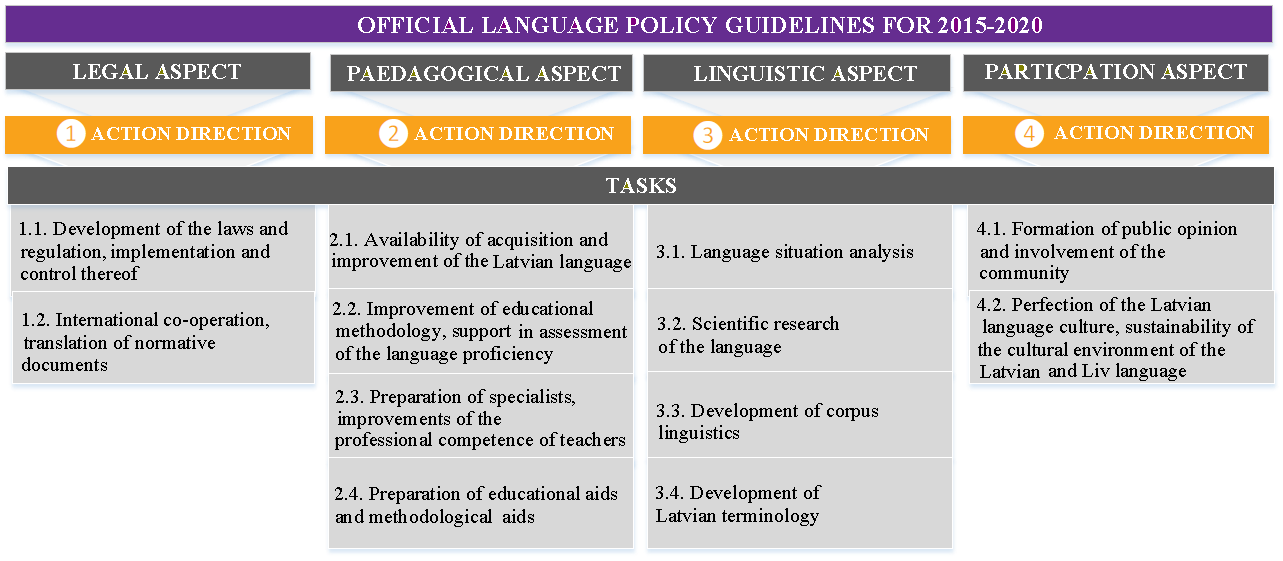 OFFICIAL LANGUAGE POLICY GUIDELINES FOR 2015-2020
LEGAL ASPECT
PAEDAGOGICAL ASPECT
LINGUISTIC ASPECT
PARTICPATION ASPECT
1 ACTION DIRECTION
2 ACTION DIRECTION
3 ACTION DIRECTION
4 ACTION DIRECTION
TASKS
1.1. Development of the laws and
regulation, implementation and
control thereof
1.2. International co-operation,
translation of normative
documents
2.1. Availability of acquisition and
improvement of the Latvian language
2.2. Improvement of educational
methodology, support in assessment
of the language proficiency
2.3. Preparation of specialists,
improvements of the
professional competence of teachers
2.4. Preparation of educational aids
and methodological aids
3.1. Language situation analysis
3.2. Scientific research
of the language
3.3. Development of corpus
linguistics
3.4. Development of
Latvian terminology
4.1. Formation of public opinion
and involvement of the
community
4.2. Perfection of the Latvian
language culture, sustainability of
the cultural environment of the
Latvian and Liv language